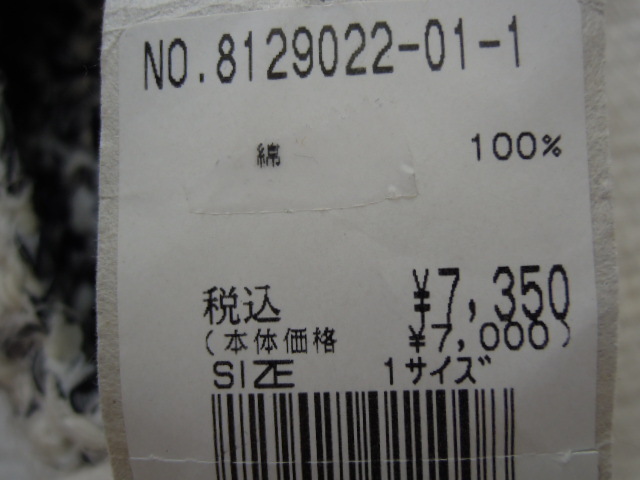 NO.8129022-01-1
綿 100%
税込 ¥7,350
(本体価格 ¥7,000)
SIZE 1サイズ